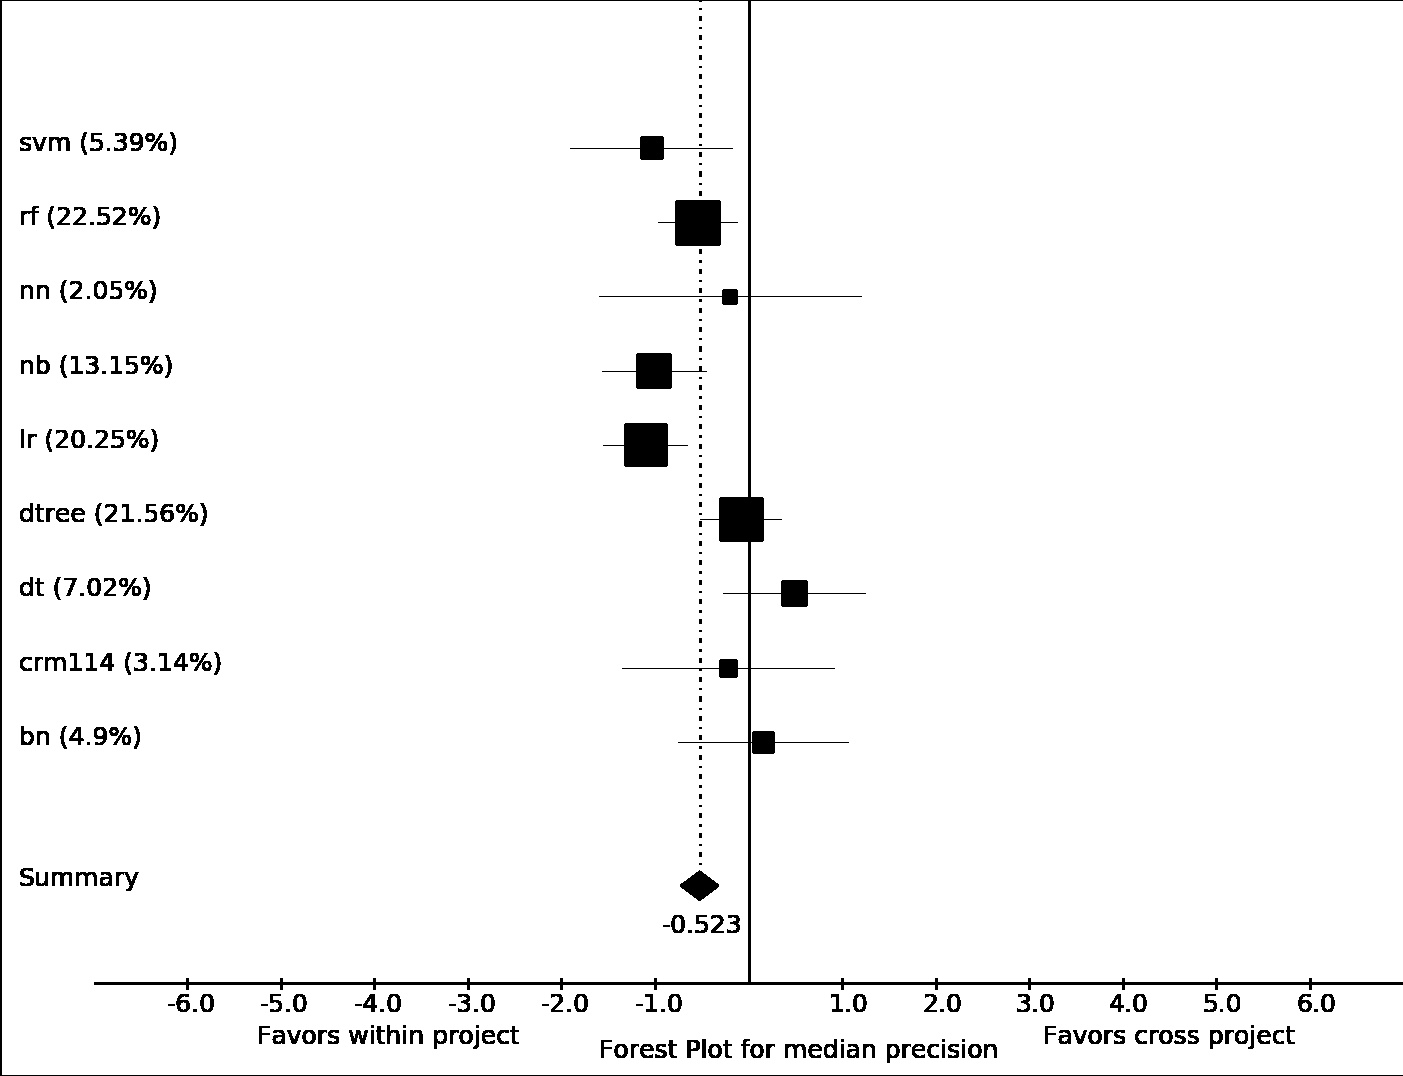 svm (5.39%)
rf (22.52%)
nn (2.05%)
nb (13.15%)
lr (20.25%)
dtree (21.56%)
dt (7.02%)
crm114 (3.14%)
bn (4.9%)
Summary
-0.523
-6.0 -5.0 -4.0 -3.0 -2.0 -1.0 1.0 2.0 3.0 4.0 5.0 6.0
Favors within project Favors cross project
Forest Plot for median precision